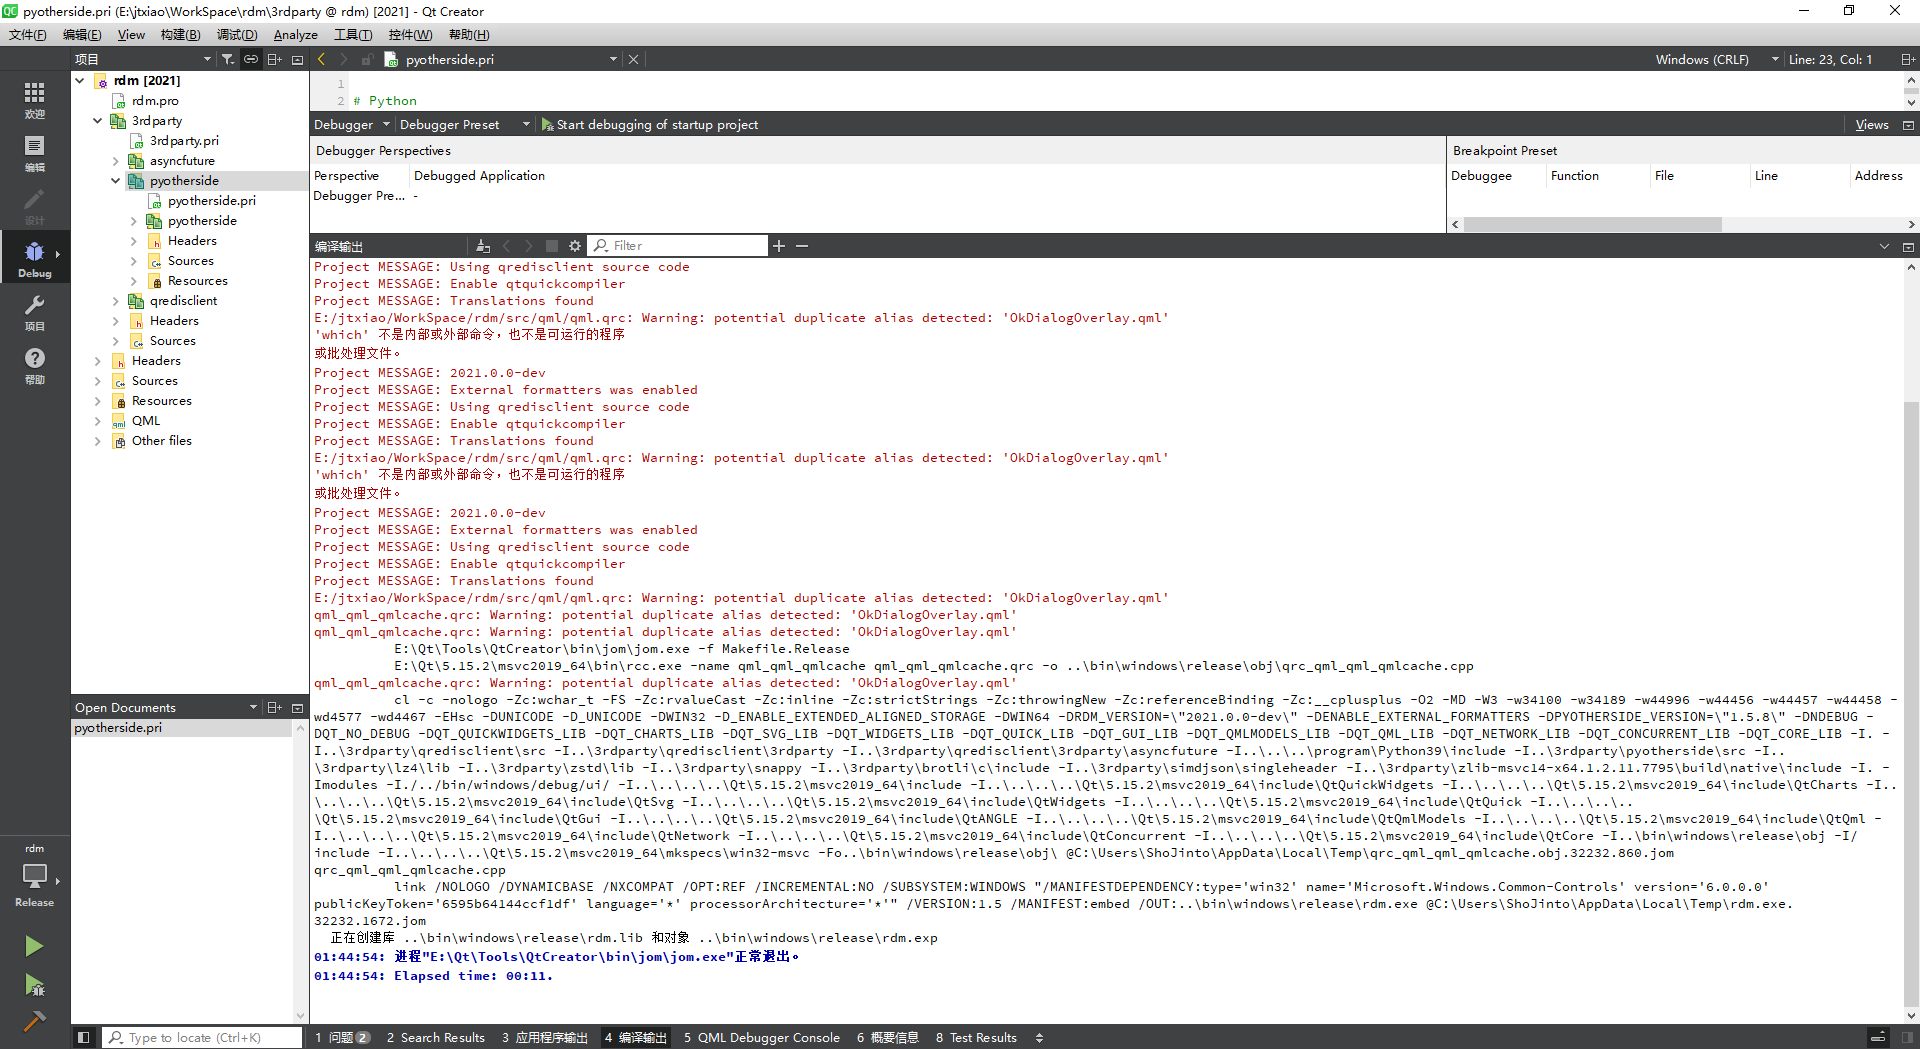 pyotherside.pri (E:\jtxiao\WorkSpace\rdm\3rdparty @ rdm) [2021] - Qt Creator
文件(F) 编辑(E) View 构建(B) 调试(D) Analyze 工具(T) 控件(W) 帮助(H)
项目 pyotherside.pri Windows (CRLF) Line: 23, Col: 1
欢迎
编辑
设计
Debug
项目
帮助
rdm
Release
rdm [2021]
rdm.pro
3rdparty
3rdparty.pri
asyncfuture
pyotherside
pyotherside.pri
pyotherside
Headers
Sources
Resources
qredisclient
Headers
Sources
Headers
Sources
Resources
QML
Other files
Open Documents
pyotherside.pri
1
2 # Python
Debugger Debugger Preset Start debugging of startup project Views
Debugger Perspectives
Perspective Debugged Application
Debugger Pre... -
Breakpoint Preset
Debuggee Function File Line Address
编译输出 Filter
Project MESSAGE: Using qredisclient source code
Project MESSAGE: Enable qtquickcompiler
Project MESSAGE: Translations found
E:/jtxiao/WorkSpace/rdm/src/qml/qml.qrc: Warning: potential duplicate alias detected: 'OkDialogOverlay.qml'
'which' 不是内部或外部命令，也不是可运行的程序
或批处理文件。
Project MESSAGE: 2021.0.0-dev
Project MESSAGE: External formatters was enabled
Project MESSAGE: Using qredisclient source code
Project MESSAGE: Enable qtquickcompiler
Project MESSAGE: Translations found
E:/jtxiao/WorkSpace/rdm/src/qml/qml.qrc: Warning: potential duplicate alias detected: 'OkDialogOverlay.qml'
'which' 不是内部或外部命令，也不是可运行的程序
或批处理文件。
Project MESSAGE: 2021.0.0-dev
Project MESSAGE: External formatters was enabled
Project MESSAGE: Using qredisclient source code
Project MESSAGE: Enable qtquickcompiler
Project MESSAGE: Translations found
E:/jtxiao/WorkSpace/rdm/src/qml/qml.qrc: Warning: potential duplicate alias detected: 'OkDialogOverlay.qml'
qml_qml_qmlcache.qrc: Warning: potential duplicate alias detected: 'OkDialogOverlay.qml'
qml_qml_qmlcache.qrc: Warning: potential duplicate alias detected: 'OkDialogOverlay.qml'
E:\Qt\Tools\QtCreator\bin\jom\jom.exe -f Makefile.Release
E:\Qt\5.15.2\msvc2019_64\bin\rcc.exe -name qml_qml_qmlcache qml_qml_qmlcache.qrc -o ..\bin\windows\release\obj\qrc_qml_qml_qmlcache.cpp
qml_qml_qmlcache.qrc: Warning: potential duplicate alias detected: 'OkDialogOverlay.qml'
cl -c -nologo -Zc:wchar_t -FS -Zc:rvalueCast -Zc:inline -Zc:strictStrings -Zc:throwingNew -Zc:referenceBinding -Zc:__cplusplus -O2 -MD -W3 -w34100 -w34189 -w44996 -w44456 -w44457 -w44458 -
wd4577 -wd4467 -EHsc -DUNICODE -D_UNICODE -DWIN32 -D_ENABLE_EXTENDED_ALIGNED_STORAGE -DWIN64 -DRDM_VERSION=\"2021.0.0-dev\" -DENABLE_EXTERNAL_FORMATTERS -DPYOTHERSIDE_VERSION=\"1.5.8\" -DNDEBUG -
DQT_NO_DEBUG -DQT_QUICKWIDGETS_LIB -DQT_CHARTS_LIB -DQT_SVG_LIB -DQT_WIDGETS_LIB -DQT_QUICK_LIB -DQT_GUI_LIB -DQT_QMLMODELS_LIB -DQT_QML_LIB -DQT_NETWORK_LIB -DQT_CONCURRENT_LIB -DQT_CORE_LIB -I. -
I..\3rdparty\qredisclient\src -I..\3rdparty\qredisclient\3rdparty -I..\3rdparty\qredisclient\3rdparty\asyncfuture -I..\..\..\program\Python39\include -I..\3rdparty\pyotherside\src -I..
\3rdparty\lz4\lib -I..\3rdparty\zstd\lib -I..\3rdparty\snappy -I..\3rdparty\brotli\c\include -I..\3rdparty\simdjson\singleheader -I..\3rdparty\zlib-msvc14-x64.1.2.11.7795\build\native\include -I. -
Imodules -I./../bin/windows/debug/ui/ -I..\..\..\..\Qt\5.15.2\msvc2019_64\include -I..\..\..\..\Qt\5.15.2\msvc2019_64\include\QtQuickWidgets -I..\..\..\..\Qt\5.15.2\msvc2019_64\include\QtCharts -I..
\..\..\..\Qt\5.15.2\msvc2019_64\include\QtSvg -I..\..\..\..\Qt\5.15.2\msvc2019_64\include\QtWidgets -I..\..\..\..\Qt\5.15.2\msvc2019_64\include\QtQuick -I..\..\..\..
\Qt\5.15.2\msvc2019_64\include\QtGui -I..\..\..\..\Qt\5.15.2\msvc2019_64\include\QtANGLE -I..\..\..\..\Qt\5.15.2\msvc2019_64\include\QtQmlModels -I..\..\..\..\Qt\5.15.2\msvc2019_64\include\QtQml -
I..\..\..\..\Qt\5.15.2\msvc2019_64\include\QtNetwork -I..\..\..\..\Qt\5.15.2\msvc2019_64\include\QtConcurrent -I..\..\..\..\Qt\5.15.2\msvc2019_64\include\QtCore -I..\bin\windows\release\obj -I/
include -I..\..\..\..\Qt\5.15.2\msvc2019_64\mkspecs\win32-msvc -Fo..\bin\windows\release\obj\ @C:\Users\ShoJinto\AppData\Local\Temp\qrc_qml_qml_qmlcache.obj.32232.860.jom
qrc_qml_qml_qmlcache.cpp
link /NOLOGO /DYNAMICBASE /NXCOMPAT /OPT:REF /INCREMENTAL:NO /SUBSYSTEM:WINDOWS "/MANIFESTDEPENDENCY:type='win32' name='Microsoft.Windows.Common-Controls' version='6.0.0.0'
publicKeyToken='6595b64144ccf1df' language='*' processorArchitecture='*'" /VERSION:1.5 /MANIFEST:embed /OUT:..\bin\windows\release\rdm.exe @C:\Users\ShoJinto\AppData\Local\Temp\rdm.exe.
32232.1672.jom
正在创建库 ..\bin\windows\release\rdm.lib 和对象 ..\bin\windows\release\rdm.exp
01:44:54: 进程"E:\Qt\Tools\QtCreator\bin\jom\jom.exe"正常退出。
01:44:54: Elapsed time: 00:11.
Type to locate (Ctrl+K) 1 问题 2 2 Search Results 3 应用程序输出 4 编译输出 5 QML Debugger Console 6 概要信息 8 Test Results